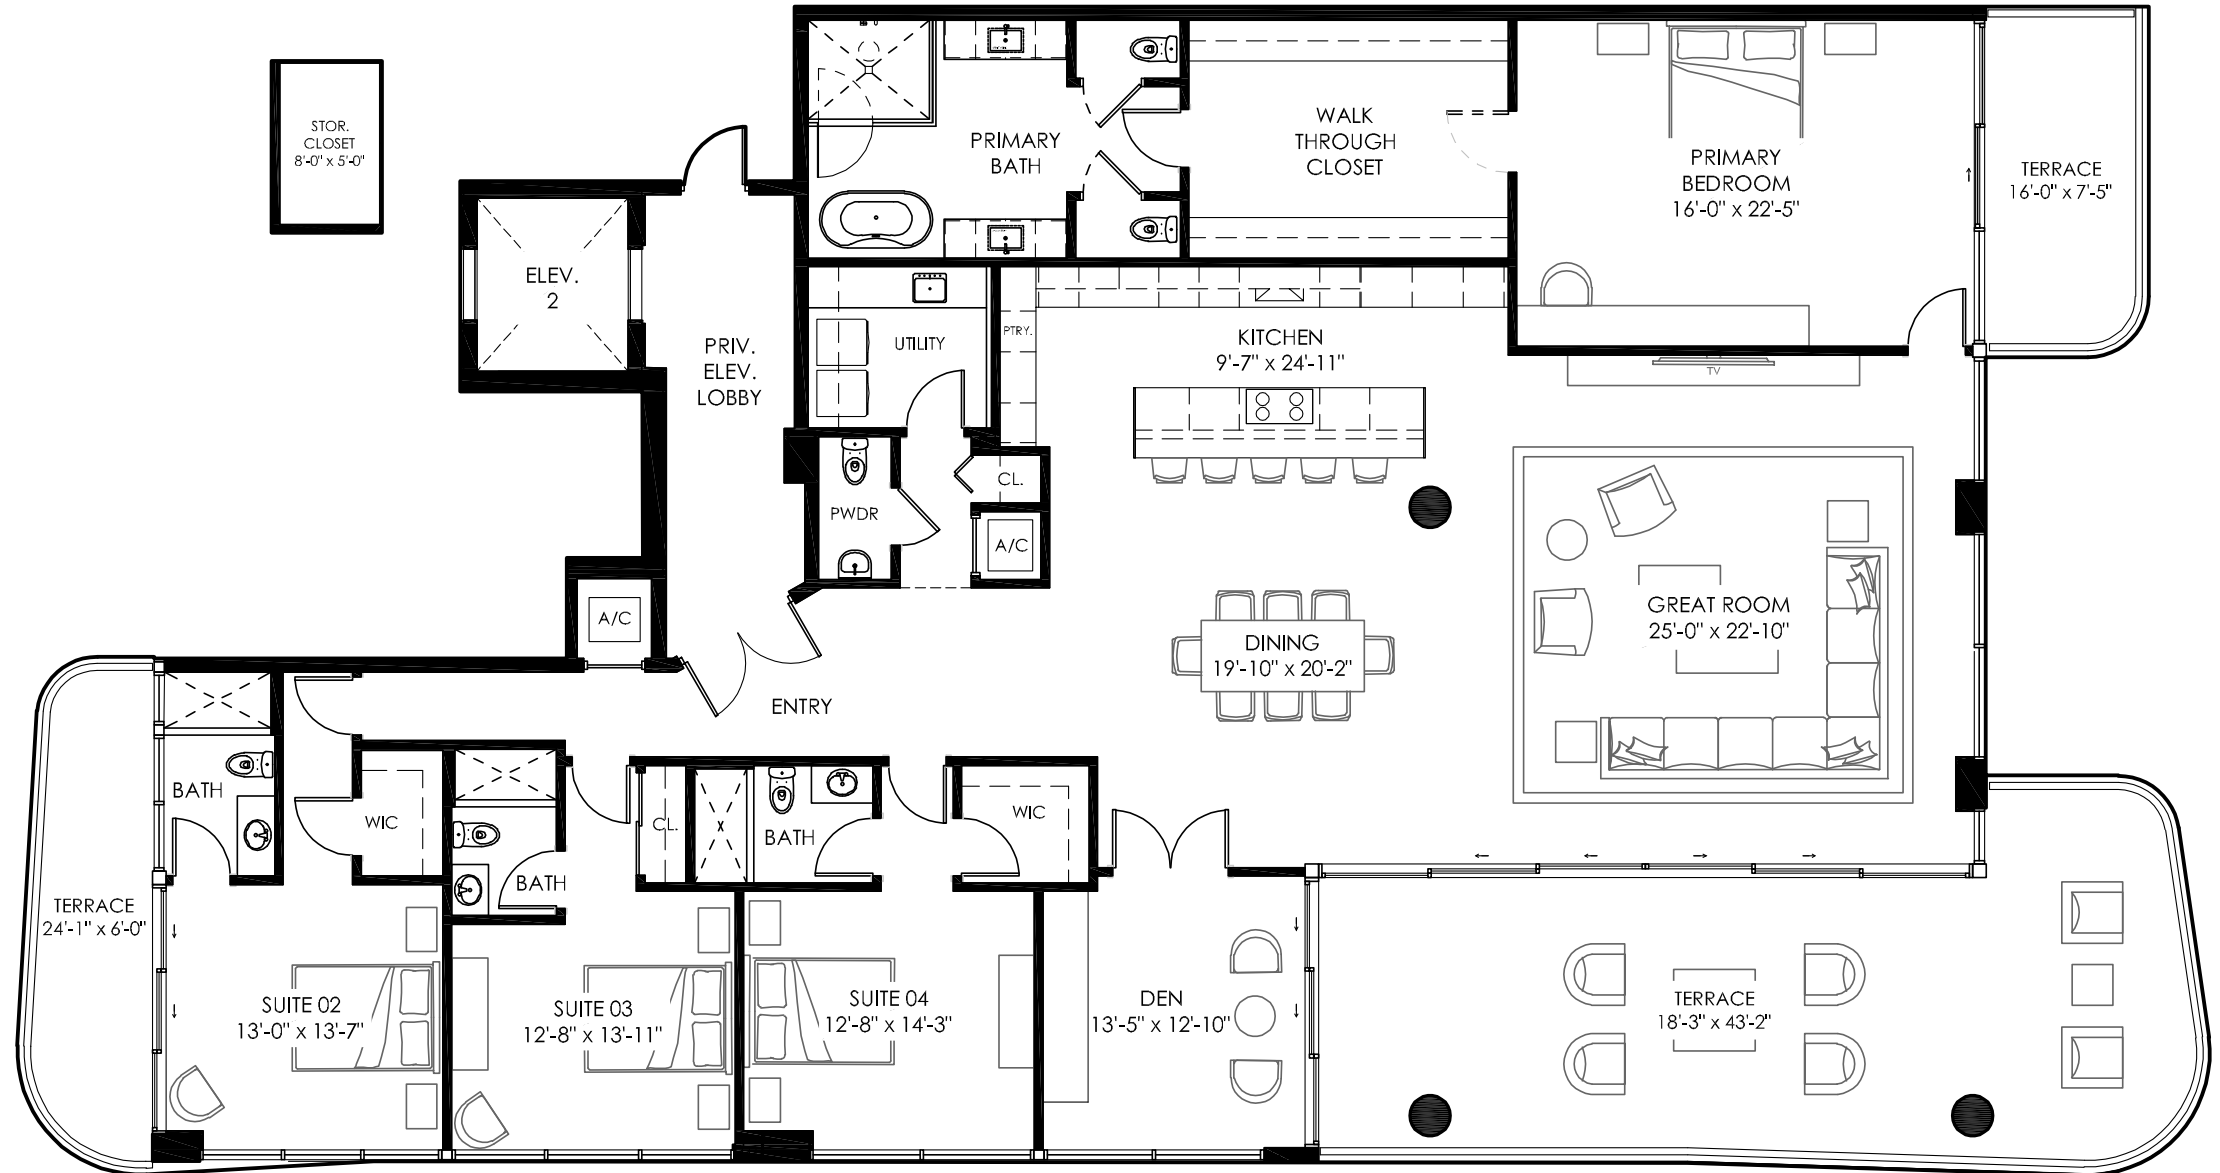 STOR.
CLOSET
8'-0" x 5'-0"
PRIMARY
BATH
WALK
THROUGH
CLOSET
PRIMARY
BEDROOM
16'-0" x 22'-5"
TERRACE
16'-0" x 7'-5"
ELEV.
2
PRIV.
ELEV.
LOBBY
UTILITY
PTRY.
KITCHEN
9'-7" x 24'-11"
TV
CL.
PWDR
A/C
A/C
GREAT ROOM
25'-0" x 22'-10"
DINING
19'-10" x 20'-2"
ENTRY
BATH
WIC
CL.
BATH
WIC
BATH
TERRACE
24'-1" x 6'-0"
SUITE 02
13'-0" x 13'-7"
SUITE 03
12'-8" x 13'-11"
SUITE 04
12'-8" x 14'-3"
DEN
13'-5" x 12'-10"
TERRACE
18'-3" x 43'-2"